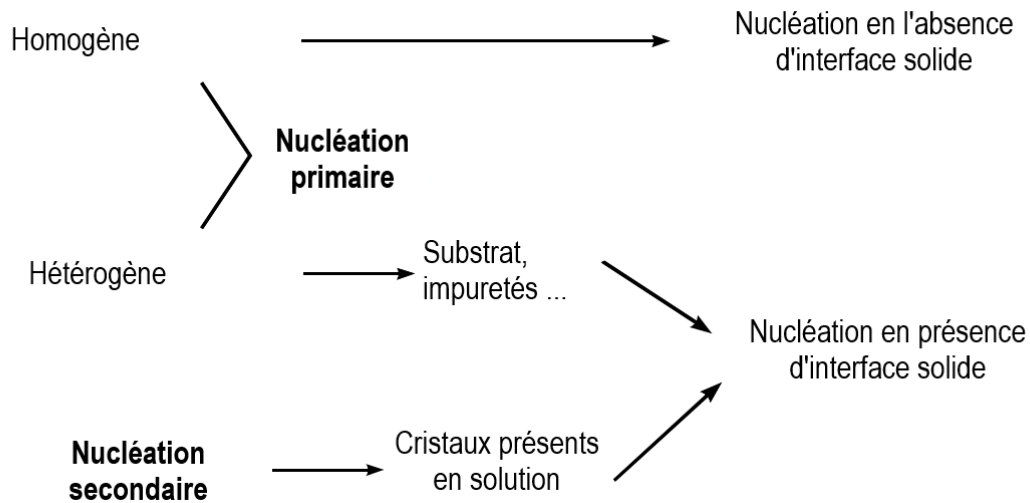 Homogène
Nucléation en l'absence
d'interface solide
Nucléation
primaire
Hétérogène
Substrat,
impuretés ...
Nucléation en présence
d'interface solide
Nucléation
secondaire
Cristaux présents
en solution